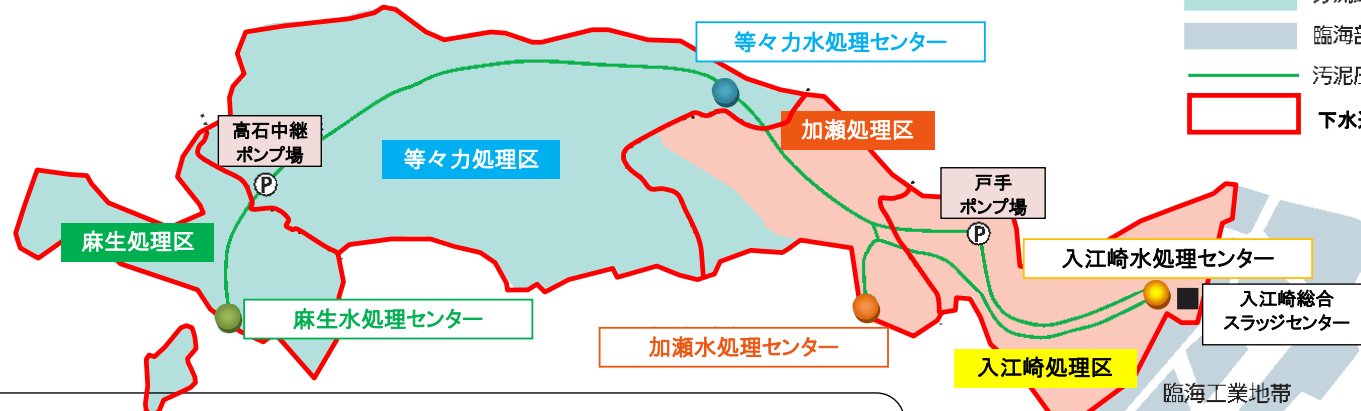 等々力水処理センター
臨海
汚泥
下水
高石中継
ポンプ場
加瀬処理区
等々力処理区
戸手
ポンプ場
P
P
麻生処理区
入江崎水処理センター
入江崎総合
スラッジセンター
麻生水処理センター
加瀬水処理センター
入江崎処理区
臨海工業地帯